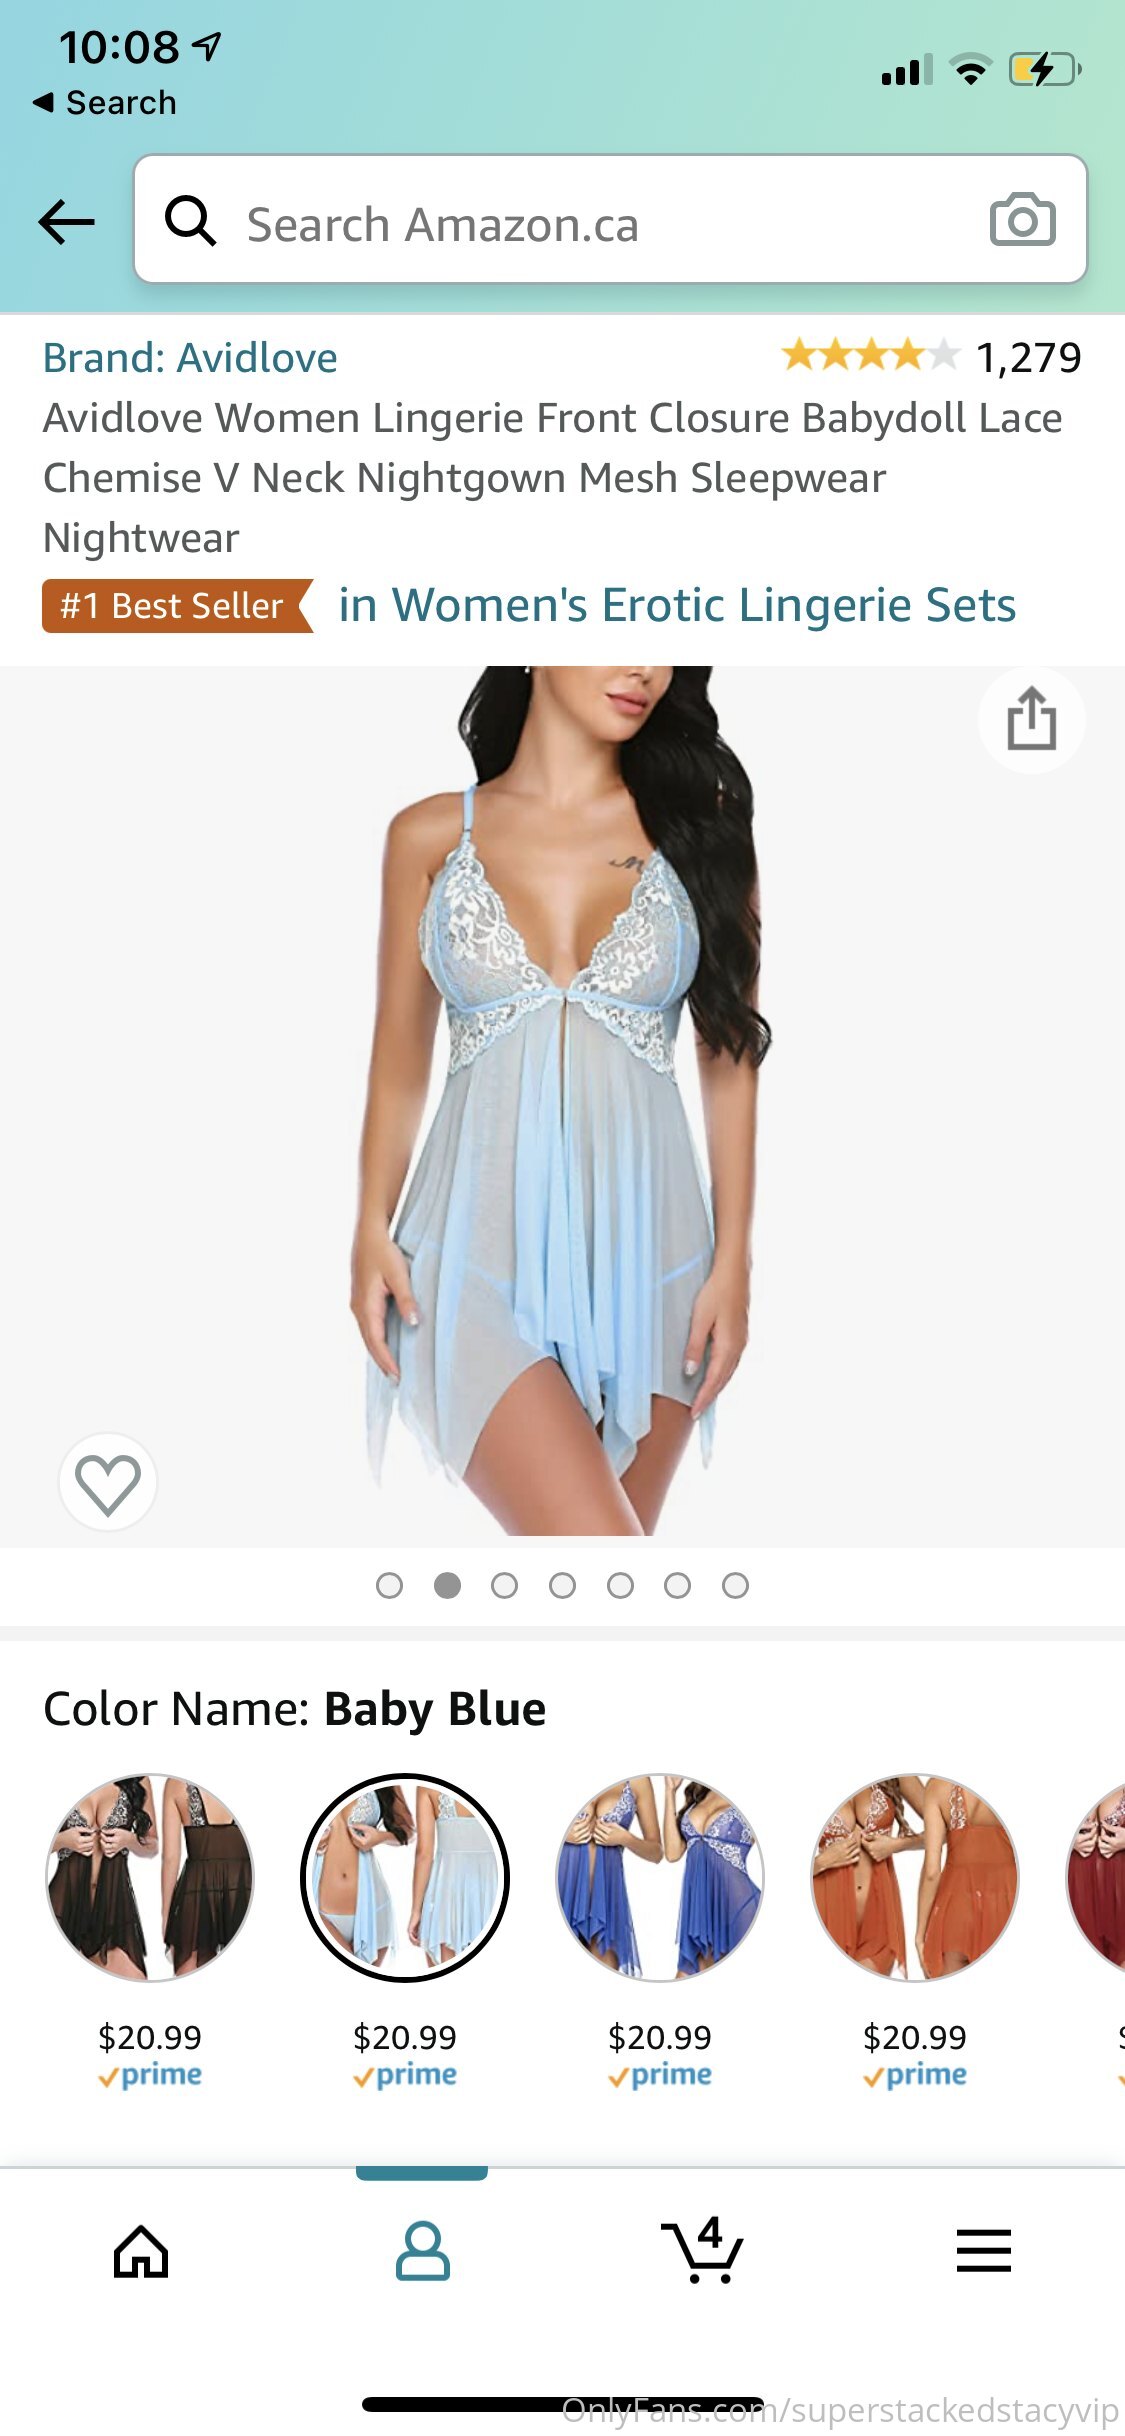 10:08
Search
Search Amazon.ca
Brand: Avidlove
1,279
Avidlove Women Lingerie Front Closure Babydoll Lace
Chemise V Neck Nightgown Mesh Sleepwear
Nightwear
#1 Best Seller in Women's Erotic Lingerie Sets
Color Name: Baby Blue
$20.99 $20.99 $20.99 $20.99
prime prime prime prime
4
OnlyFans.com/superstackedstacyvip